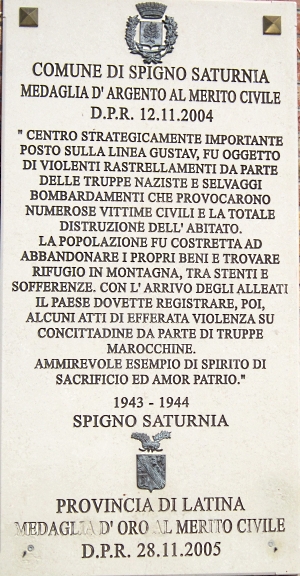 COMUNE DI SPIGNO SATURNIA
MEDAGLIA D'ARGENTO AL MERITO CIVILE
D.P.R. 12.11.2004
" CENTRO STRATEGICAMENTE IMPORTANTE
POSTO SULLA LINEA GUSTAV, FU OGGETTO
DI VIOLENTI RASTRELLAMENTI DA PARTE
DELLE TRUPPE NAZISTE E SELVAGGI
BOMBARDAMENTI CHE PROVOCARONO
NUMEROSE VITTIME CIVILI E LA TOTALE
DISTRUZIONE DELL' ABITATO.
LA POPOLAZIONE FU COSTRETTA AD
ABBANDONARE I PROPRI BENI E TROVARE
RIFUGIO IN MONTAGNA, TRA STENTI E
SOFFERENZE. CON L' ARRIVO DEGLI ALLEATI
IL PAESE DOVETTE REGISTRARE, POI,
ALCUNI ATTI DI EFFERATA VIOLENZA SU
CONCITTADINE DA PARTE DI TRUPPE
MAROCCHINE.
AMMIREVOLE ESEMPIO DI SPIRITO DI
SACRIFICIO ED AMOR PATRIO."
1943 - 1944
SPIGNO SATURNIA
PROVINCIA DI LATINA
MEDAGLIA D' ORO AL MERITO CIVILE
D.P.R. 28.11.2005